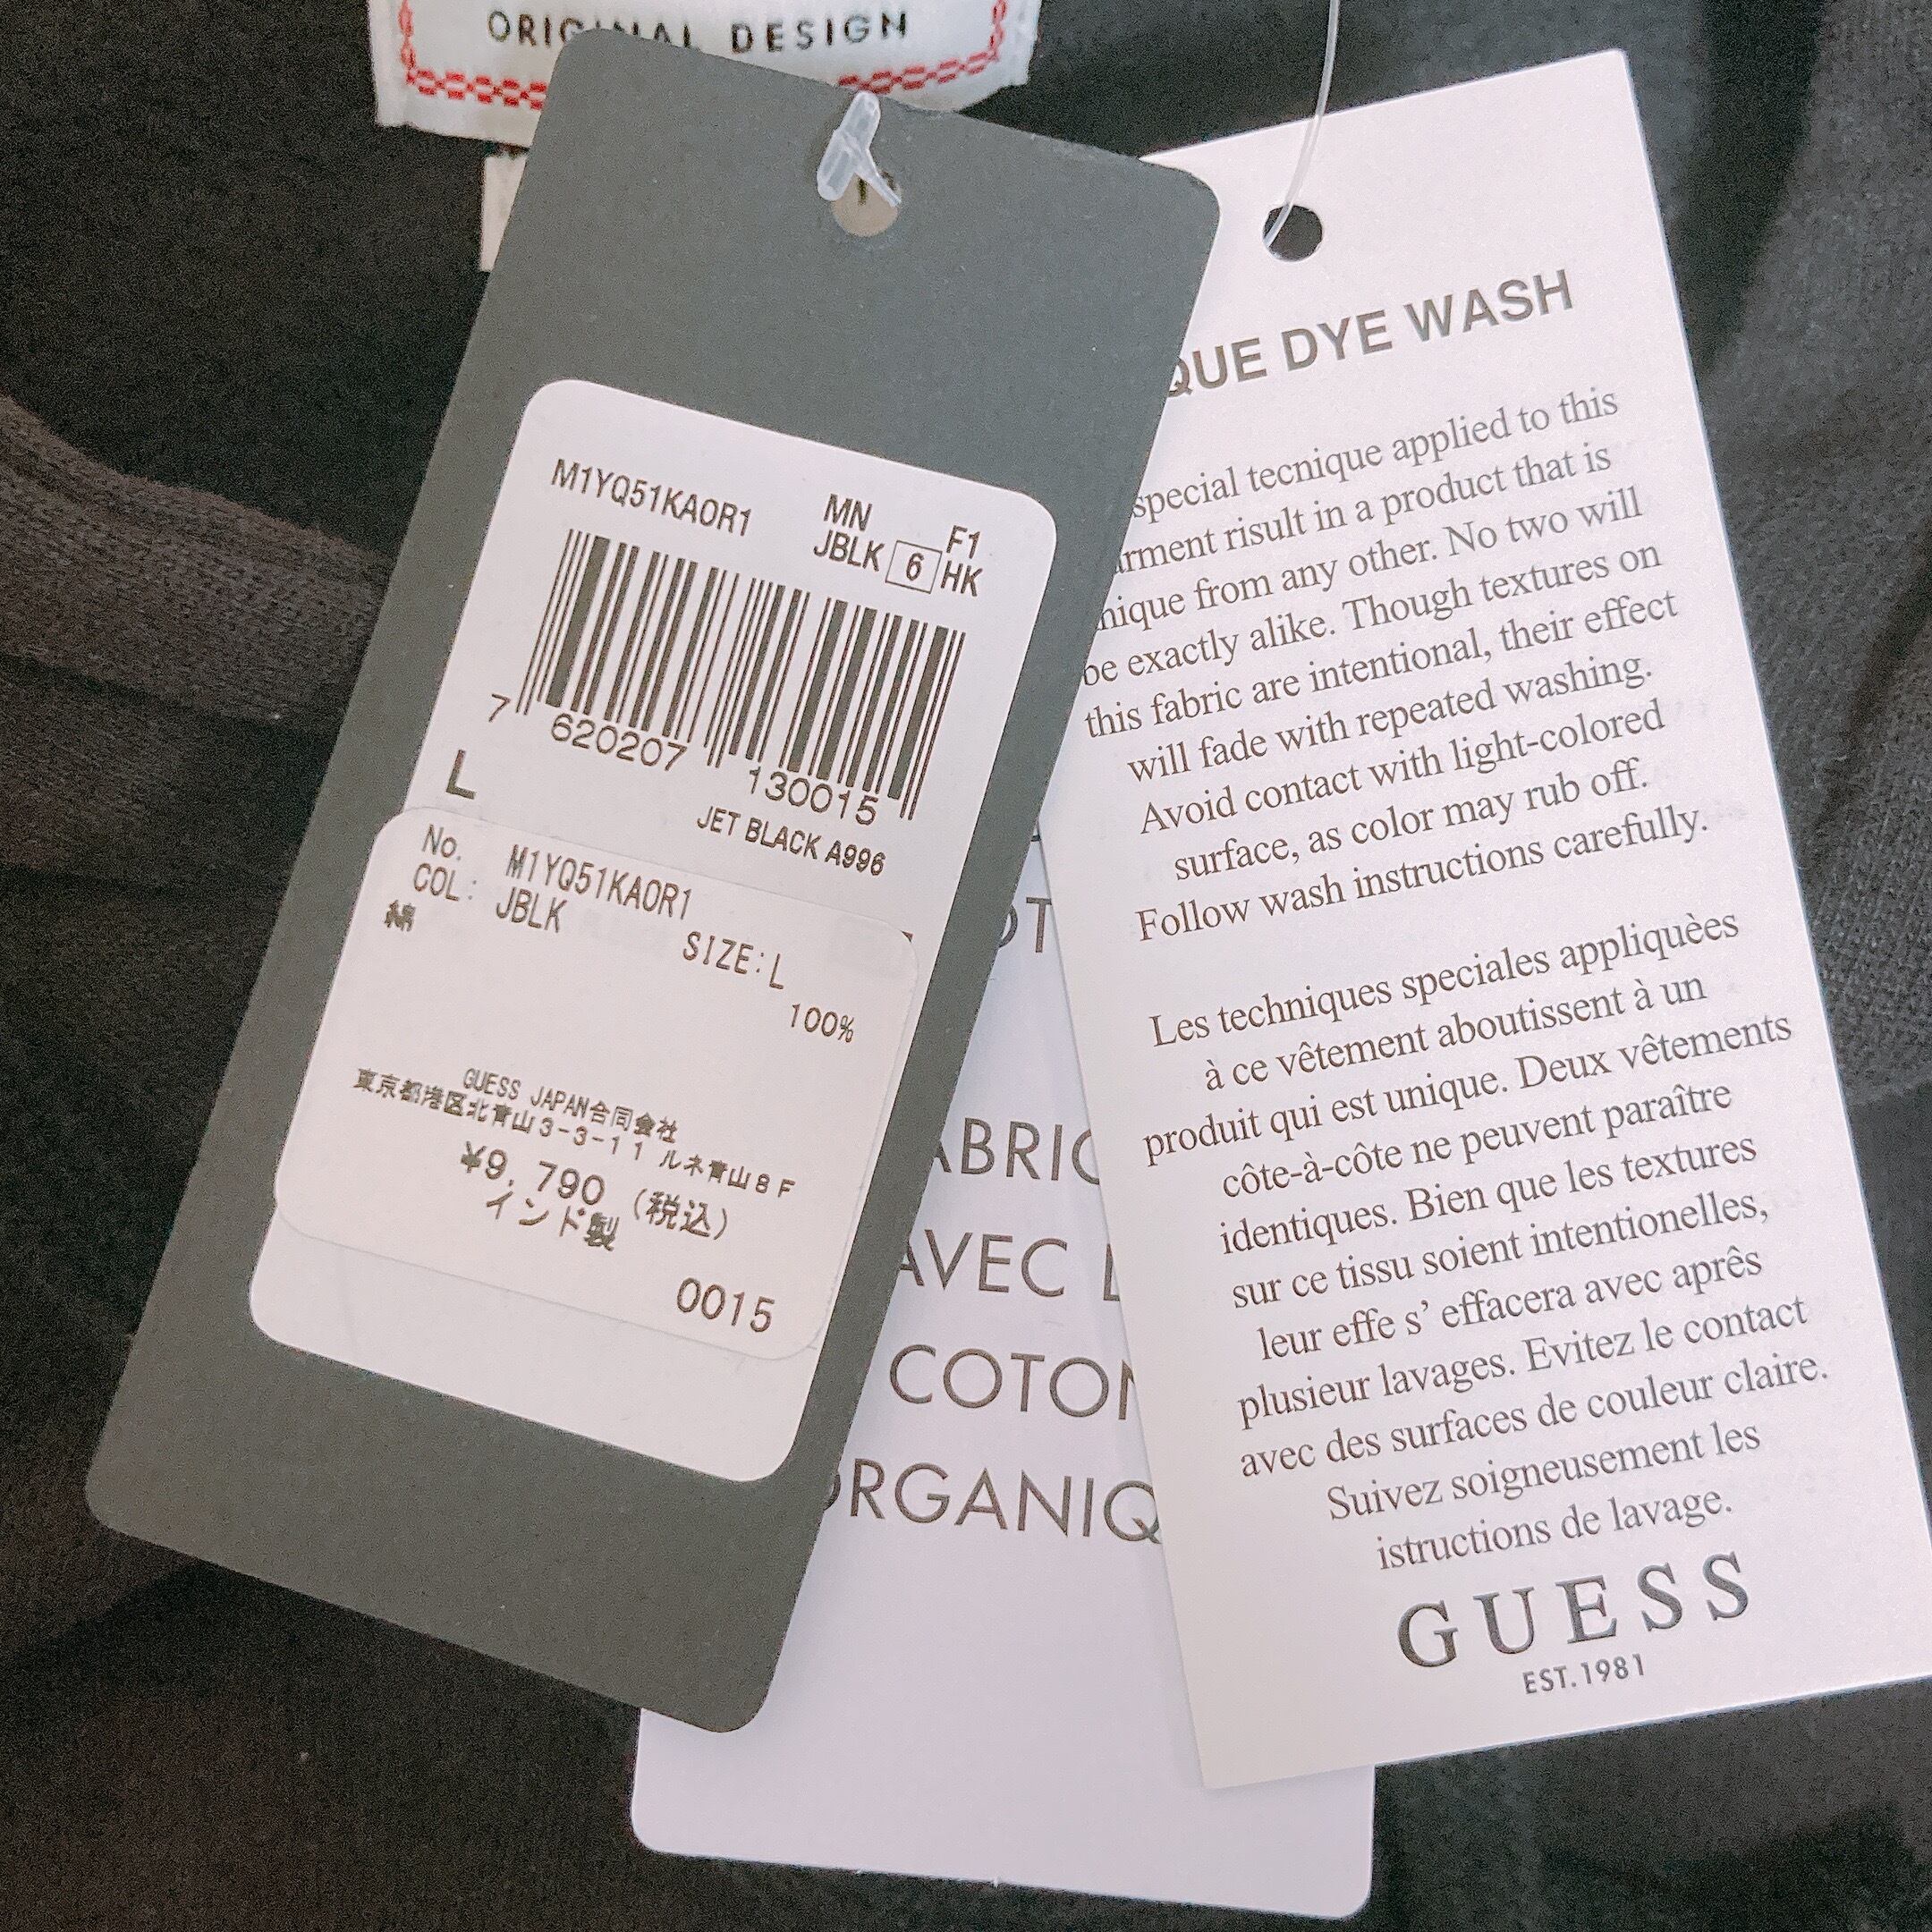 DESIGN
M1YQ51KA0R1
MN
F1
JBLK 6 HK
7 620207 130015
L
JET BLACK A996
No. M1YQ51KA0R1
COL: JBLK SIZE:L
綿 100%
GUESS JAPAN合同会社
東京都港区北青山3-3-11 ルネ青山8F
¥9,790 (税込)
インド製
0015
AVEC
DYE WASH
special tecnique applied to this
risult in a product that is
from any other. No two will
be exactly alike. Though textures on
this fabric are intentional, their effect
will fade with repeated washing.
Avoid contact with light-colored
surface, as color may rub off.
Follow wash instructions carefully.
Les techniques speciales appliquèes
à ce vêtement aboutissent à un
produit qui est unique. Deux vêtements
côte-à-côte ne peuvent paraître
identiques. Bien que les textures
sur ce tissu soient intentionelles,
leur effe s' effacera avec après
plusieur lavages. Evitez le contact
avec des surfaces de couleur claire.
Suivez soigneusement les
istructions de lavage.
GUESS
EST.1981